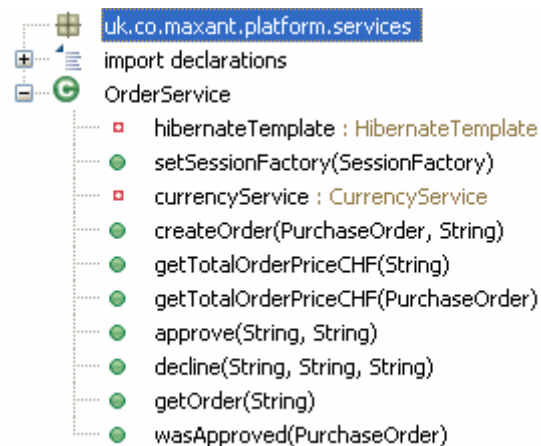 uk.co.maxant.platform.services
import declarations
OrderService
hibernateTemplate : HibernateTemplate
setSessionFactory(SessionFactory)
currencyService : CurrencyService
createOrder(PurchaseOrder, String)
getTotalOrderPriceCHF(String)
getTotalOrderPriceCHF(PurchaseOrder)
approve(String, String)
decline(String, String, String)
getOrder(String)
wasApproved(PurchaseOrder)